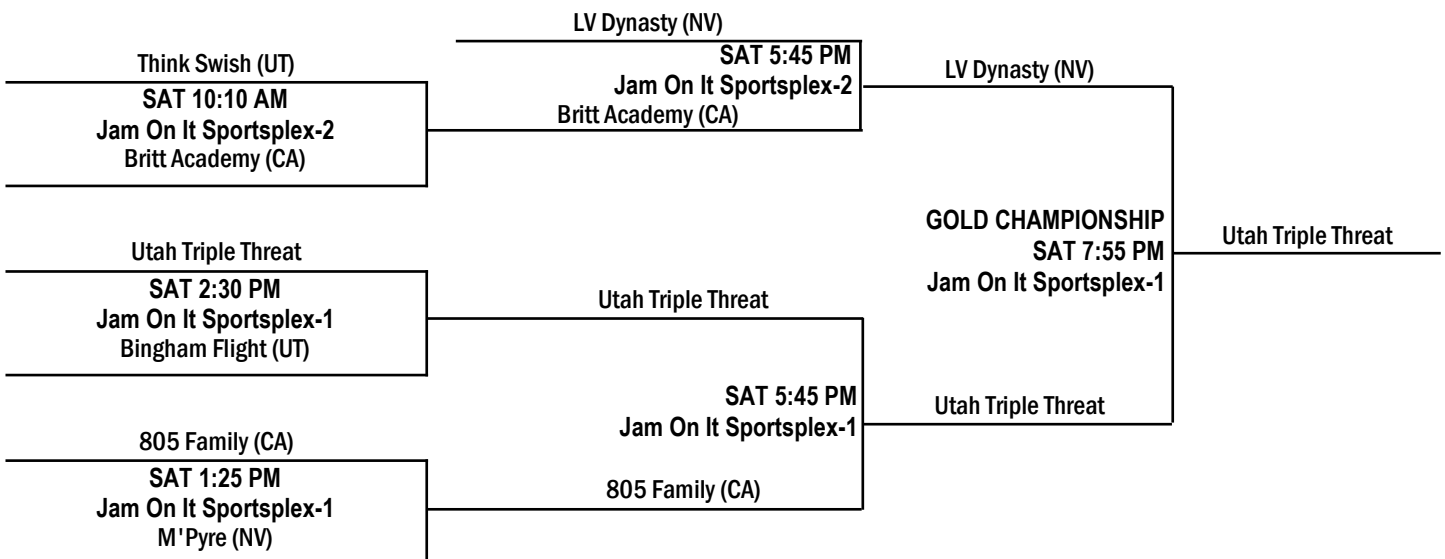 LV Dynasty (NV)
SAT 5:45 PM
Jam On It Sportsplex-2
Britt Academy (CA)
Think Swish (UT)
SAT 10:10 AM
Jam On It Sportsplex-2
Britt Academy (CA)
LV Dynasty (NV)
Utah Triple Threat
SAT 2:30 PM
Jam On It Sportsplex-1
Bingham Flight (UT)
Utah Triple Threat
GOLD CHAMPIONSHIP
SAT 7:55 PM
Jam On It Sportsplex-1
Utah Triple Threat
SAT 5:45 PM
Jam On It Sportsplex-1
Utah Triple Threat
805 Family (CA)
SAT 1:25 PM
Jam On It Sportsplex-1
M'Pyre (NV)
805 Family (CA)